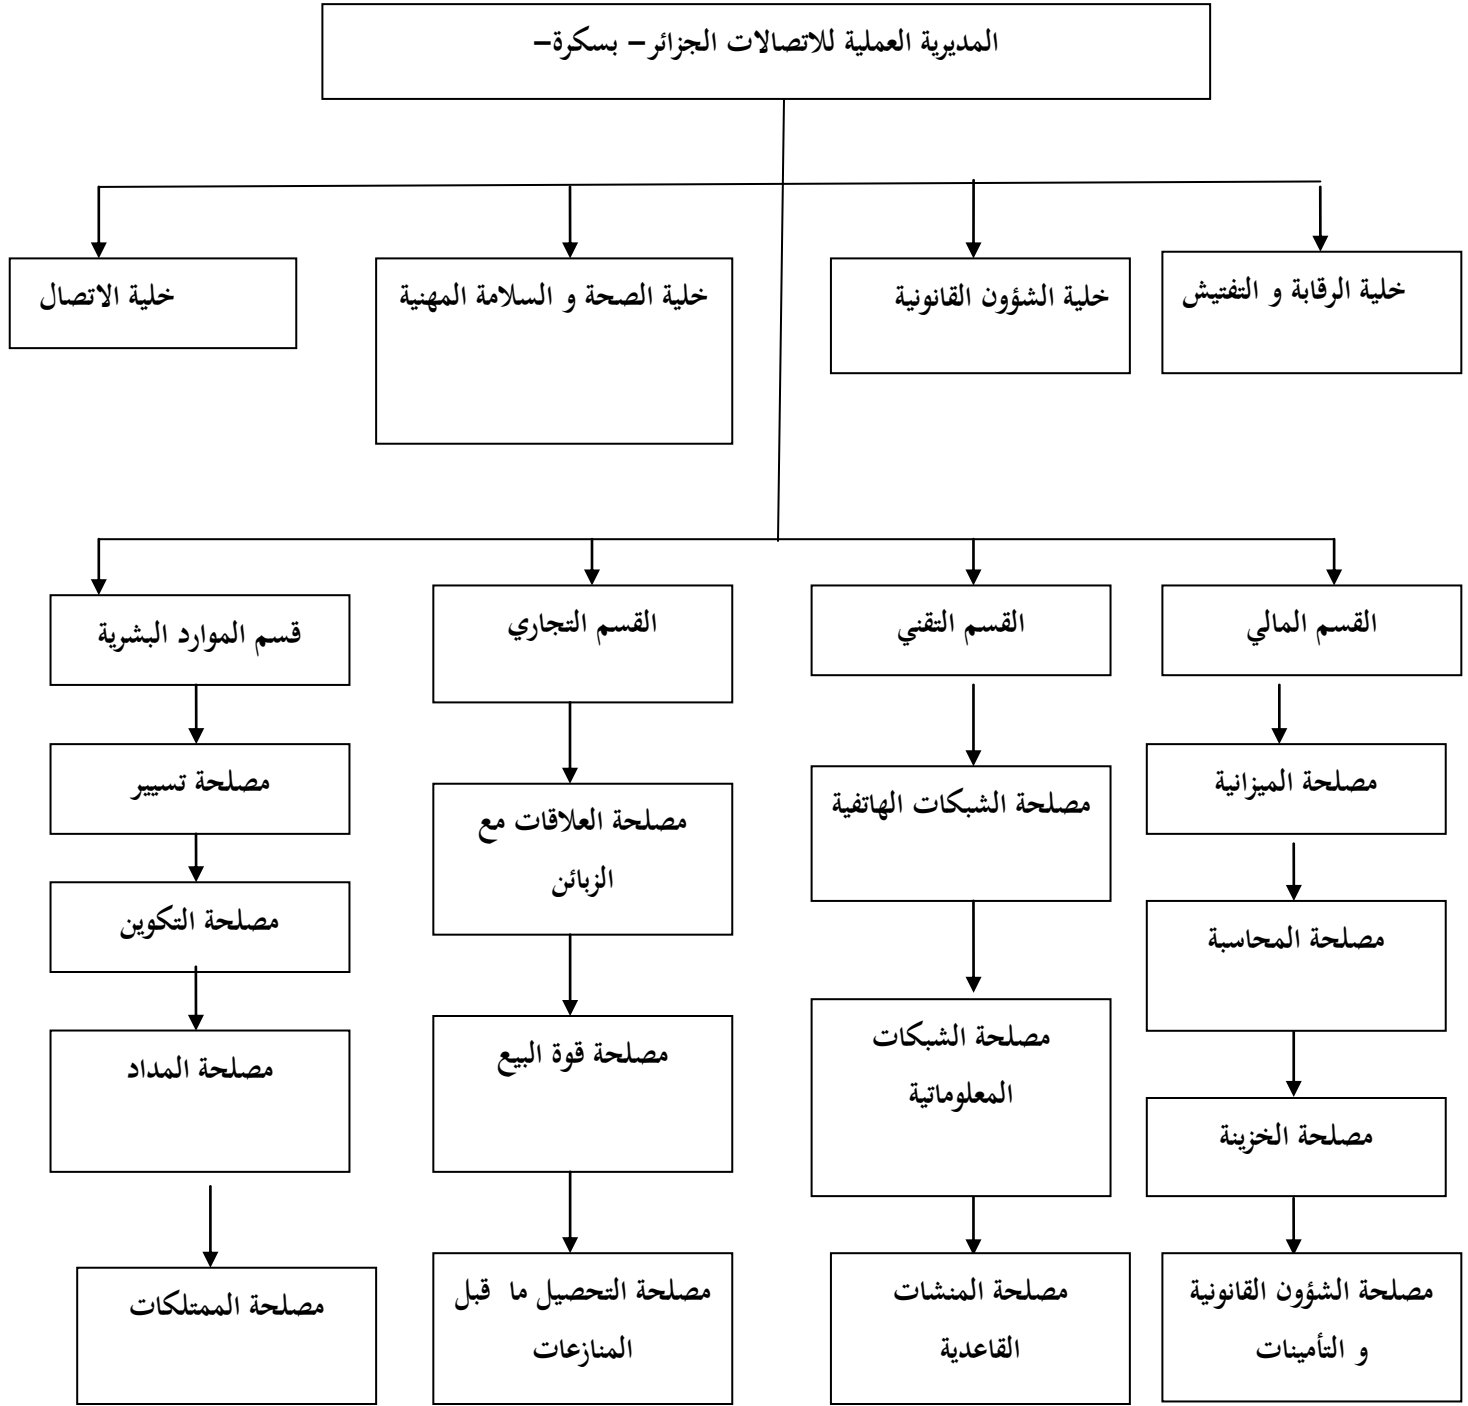 المديرية العملية للاتصالات الجزائر – بسكرة–
خلية الرقابة و التفتيش
خلية الشؤون القانونية
خلية الصحة و السلامة المهنية
خلية الاتصال
القسم المالي
القسم التقني
القسم التجاري
قسم الموارد البشرية
مصلحة الميزانية
مصلحة الشبكات الهاتفية
مصلحة العلاقات مع
الزبائن
مصلحة تسيير
مصلحة المحاسبة
مصلحة الشبكات
المعلوماتية
مصلحة قوة البيع
مصلحة التكوين
مصلحة الخزينة
مصلحة المداد
مصلحة الشؤون القانونية
و التأمينات
مصلحة المنشات
القاعدية
مصلحة التحصيل ما قبل
المنازعات
مصلحة الممتلكات